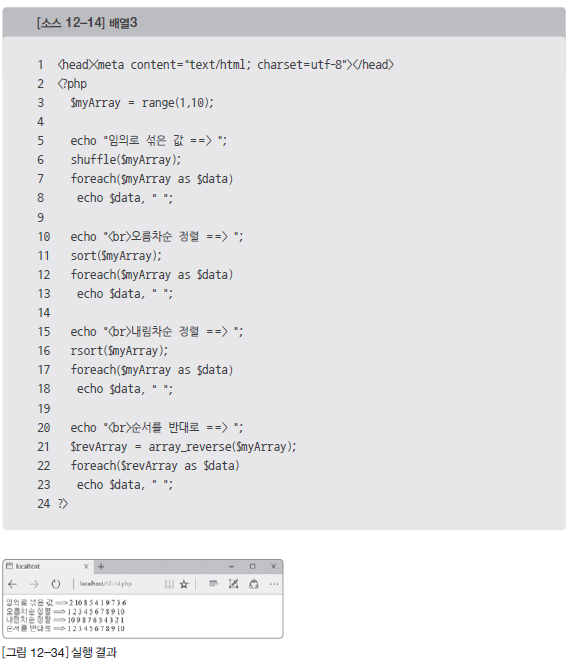 [소스 12-14] 배열3
1 <head><meta content="text/html; charset=utf-8"></head>
2 <?php
3 $myArray = range(1,10);
4
5 echo "임의로 섞은 값 ==> ";
6 shuffle($myArray);
7 foreach($myArray as $data)
8 echo $data, " ";
9
10 echo "<br>오름차순 정렬 ==> ";
11 sort($myArray);
12 foreach($myArray as $data)
13 echo $data, " ";
14
15 echo "<br>내림차순 정렬 ==> ";
16 rsort($myArray);
17 foreach($myArray as $data)
18 echo $data, " ";
19
20 echo "<br>순서를 반대로 ==> ";
21 $revArray = array_reverse($myArray);
22 foreach($revArray as $data)
23 echo $data, " ";
24 ?>
localhost
localhost/12-14.php
임의로 섞은 값 ==> 2 10 8 5 4 1 9 7 3 6
오름차순 정렬 ==> 1 2 3 4 5 6 7 8 9 10
내림차순 정렬 ==> 10 9 8 7 6 5 4 3 2 1
순서를 반대로 ==> 1 2 3 4 5 6 7 8 9 10
[그림 12-34] 실행 결과